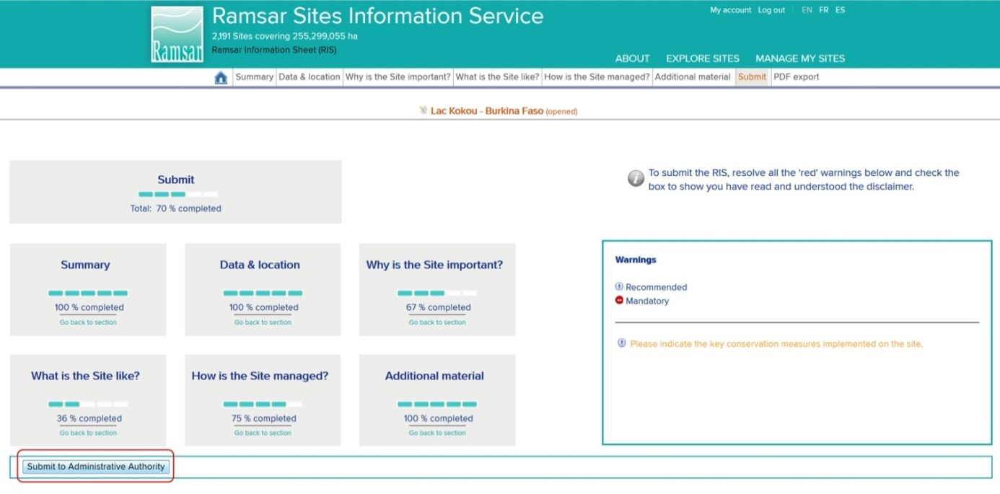 Ramsar
Ramsar Sites Information Service
2,191 Sites covering 255,299,055 ha
Ramsar Information Sheet (RIS)
My account Log out | EN FR ES
ABOUT EXPLORE SITES MANAGE MY SITES
Summary Data & location Why is the Site important? What is the Site like? How is the Site managed? Additional material Submit PDF export
Lac Kokou - Burkina Faso (opened)
Submit
Total: 70 % completed
To submit the RIS, resolve all the 'red' warnings below and check the
box to show you have read and understood the disclaimer.
Summary
100 % completed
Go back to section
Data & location
100 % completed
Go back to section
Why is the Site important?
67 % completed
Go back to section
What is the Site like?
36 % completed
Go back to section
How is the Site managed?
75 % completed
Go back to section
Additional material
100 % completed
Go back to section
Warnings
Recommended
Mandatory
Please indicate the key conservation measures implemented on the site.
Submit to Administrative Authority